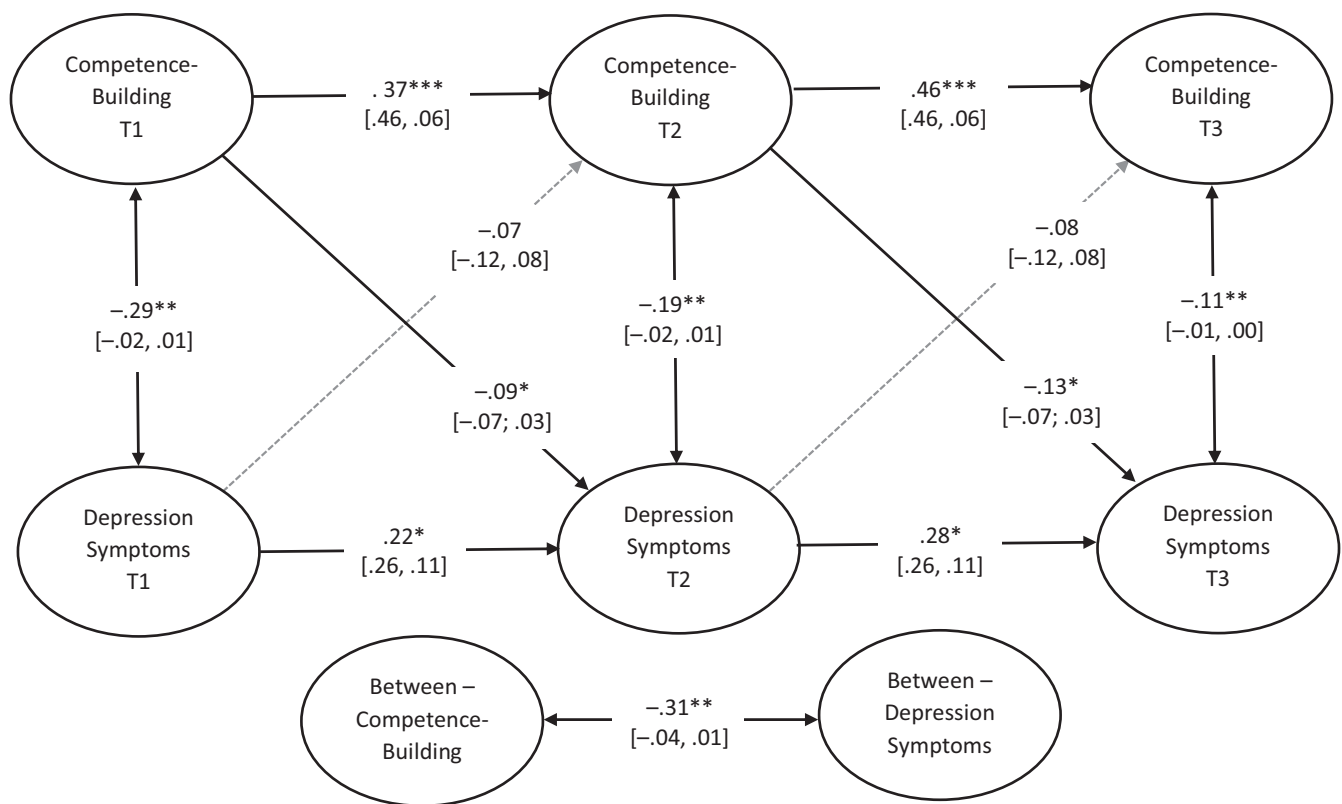 Competence-
Building
T1
. 37***
[.46, .06]
Competence-
Building
T2
.46***
[.46, .06]
Competence-
Building
T3
–.07
[–.12, .08]
–.08
[–.12, .08]
–.29**
[–.02, .01]
–.19**
[–.02, .01]
–.11**
[–.01, .00]
–.09*
[–.07; .03]
–.13*
[–.07; .03]
Depression
Symptoms
T1
.22*
[.26, .11]
Depression
Symptoms
T2
.28*
[.26, .11]
Depression
Symptoms
T3
Between –
Competence-
Building
–.31**
[–.04, .01]
Between –
Depression
Symptoms